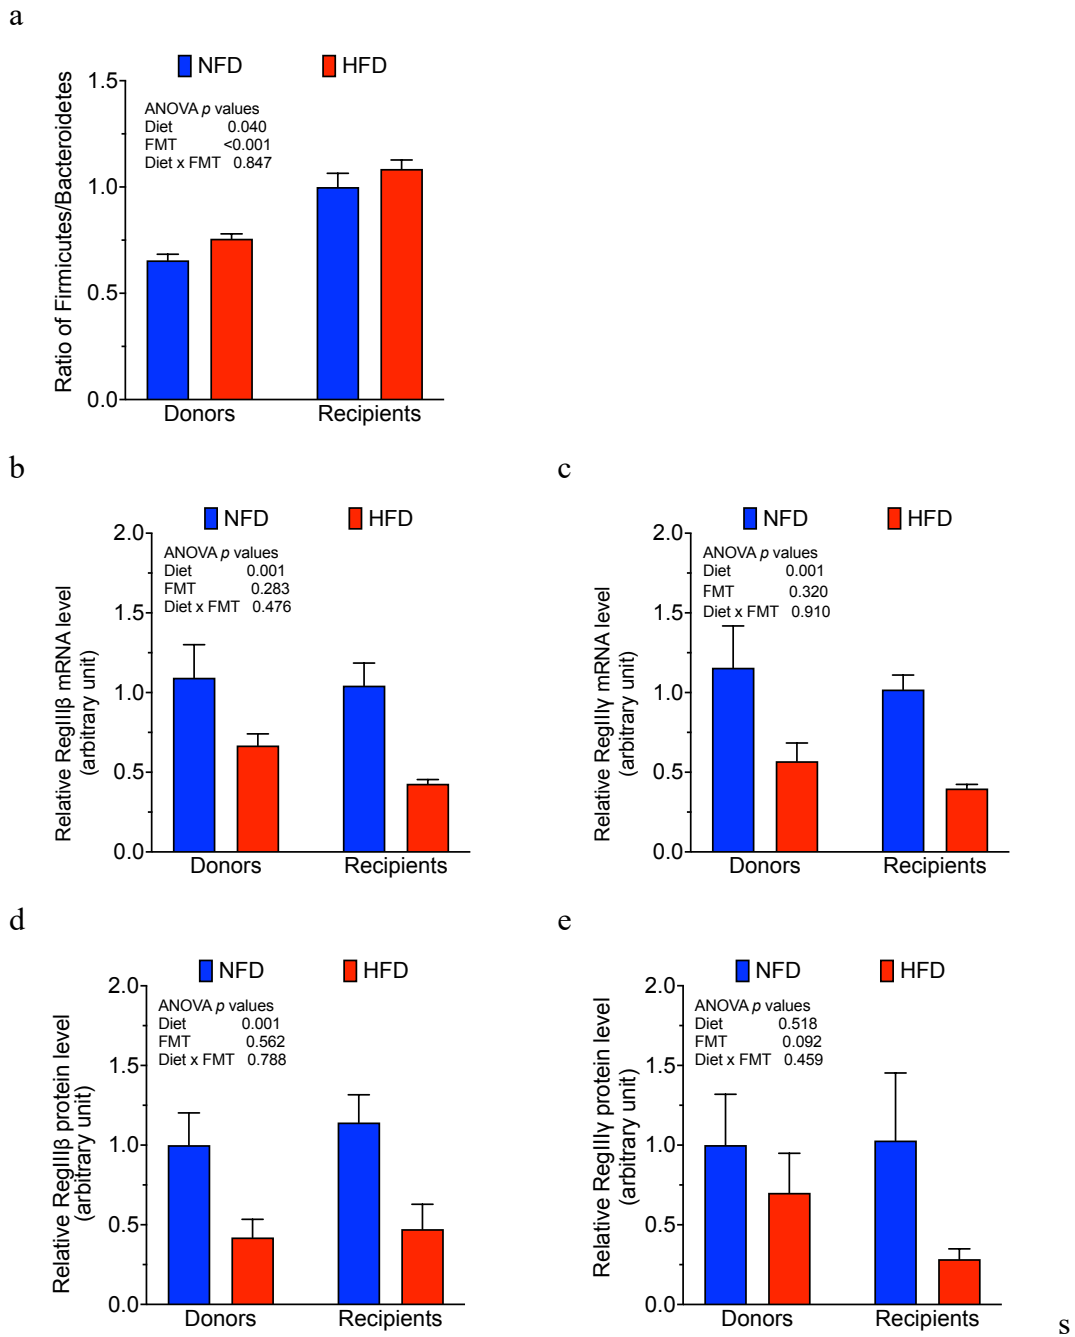 a
NFD HFD
1.5
ANOVA p values
Diet 0.040
FMT <0.001
Diet x FMT 0.847
1.0
0.5
0.0
Ratio of Firmicutes/Bacteroidetes
Donors Recipients
b
NFD HFD
2.0
ANOVA p values
Diet 0.001
FMT 0.283
Diet x FMT 0.476
1.5
1.0
0.5
0.0
Relative RegIIIβ mRNA level
(arbitrary unit)
Donors Recipients
c
NFD HFD
2.0
ANOVA p values
Diet 0.001
FMT 0.320
Diet x FMT 0.910
1.5
1.0
0.5
0.0
Relative RegIIIγ mRNA level
(arbitrary unit)
Donors Recipients
d
NFD HFD
2.0
ANOVA p values
Diet 0.001
FMT 0.562
Diet x FMT 0.788
1.5
1.0
0.5
0.0
Relative RegIIIβ protein level
(arbitrary unit)
Donors Recipients
e
NFD HFD
2.0
ANOVA p values
Diet 0.518
FMT 0.092
Diet x FMT 0.459
1.5
1.0
0.5
0.0
Relative RegIIIγ protein level
(arbitrary unit)
Donors Recipients
s